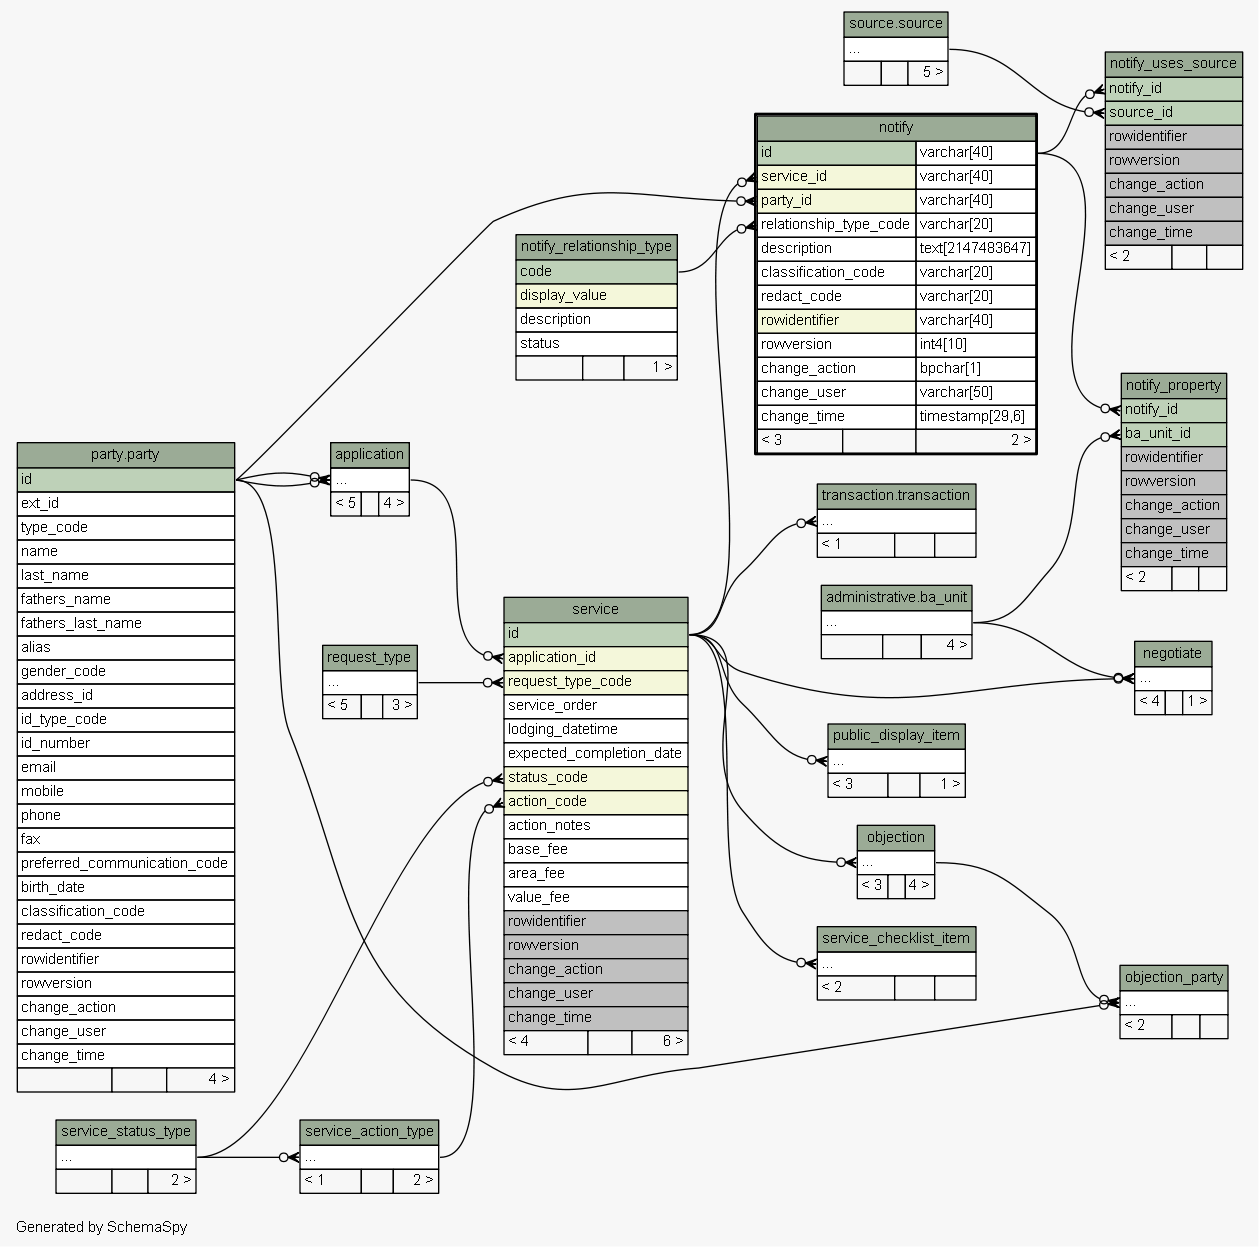 source.source
...
5 >
notify_uses_source
notify_id
source_id
rowidentifier
rowversion
change_action
change_user
change_time
< 2
notify
id varchar[40]
service_id varchar[40]
party_id varchar[40]
relationship_type_code varchar[20]
description text[2147483647]
classification_code varchar[20]
redact_code varchar[20]
rowidentifier varchar[40]
rowversion int4[10]
change_action bpchar[1]
change_user varchar[50]
change_time timestamp[29,6]
< 3 2 >
notify_relationship_type
code
display_value
description
status
1 >
notify_property
notify_id
ba_unit_id
rowidentifier
rowversion
change_action
change_user
change_time
< 2
party.party
id
ext_id
type_code
name
last_name
fathers_name
fathers_last_name
alias
gender_code
address_id
id_type_code
id_number
email
mobile
phone
fax
preferred_communication_code
birth_date
classification_code
redact_code
rowidentifier
rowversion
change_action
change_user
change_time
4 >
application
...
< 5 4 >
transaction.transaction
...
< 1
administrative.ba_unit
...
4 >
service
id
application_id
request_type_code
service_order
lodging_datetime
expected_completion_date
status_code
action_code
action_notes
base_fee
area_fee
value_fee
rowidentifier
rowversion
change_action
change_user
change_time
< 4 6 >
request_type
...
< 5 3 >
negotiate
...
< 4 1 >
public_display_item
...
< 3 1 >
objection
...
< 3 4 >
service_checklist_item
...
< 2
objection_party
...
< 2
service_status_type
...
2 >
service_action_type
...
< 1 2 >
Generated by SchemaSpy